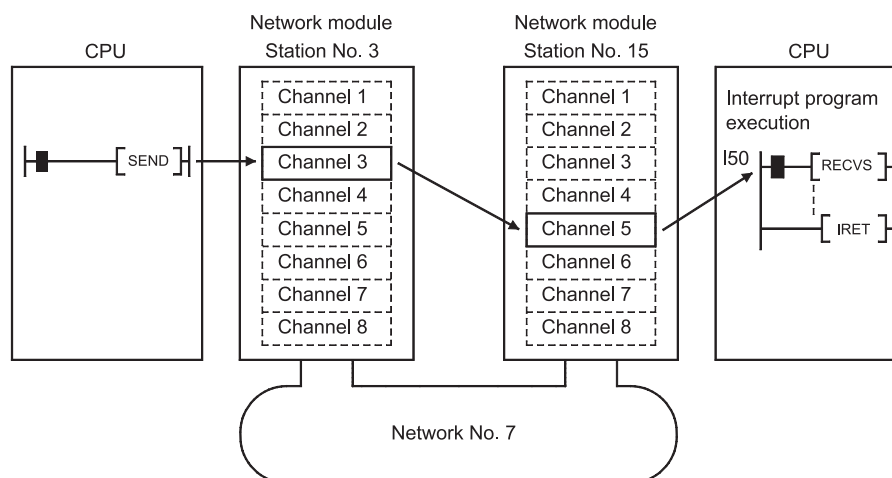 CPU
Network module
Station No. 3
Network module
Station No. 15
CPU
SEND
Channel 1
Channel 2
Channel 3
Channel 4
Channel 5
Channel 6
Channel 7
Channel 8
Channel 1
Channel 2
Channel 3
Channel 4
Channel 5
Channel 6
Channel 7
Channel 8
Interrupt program
execution
I50
RECVS
IRET
Network No. 7